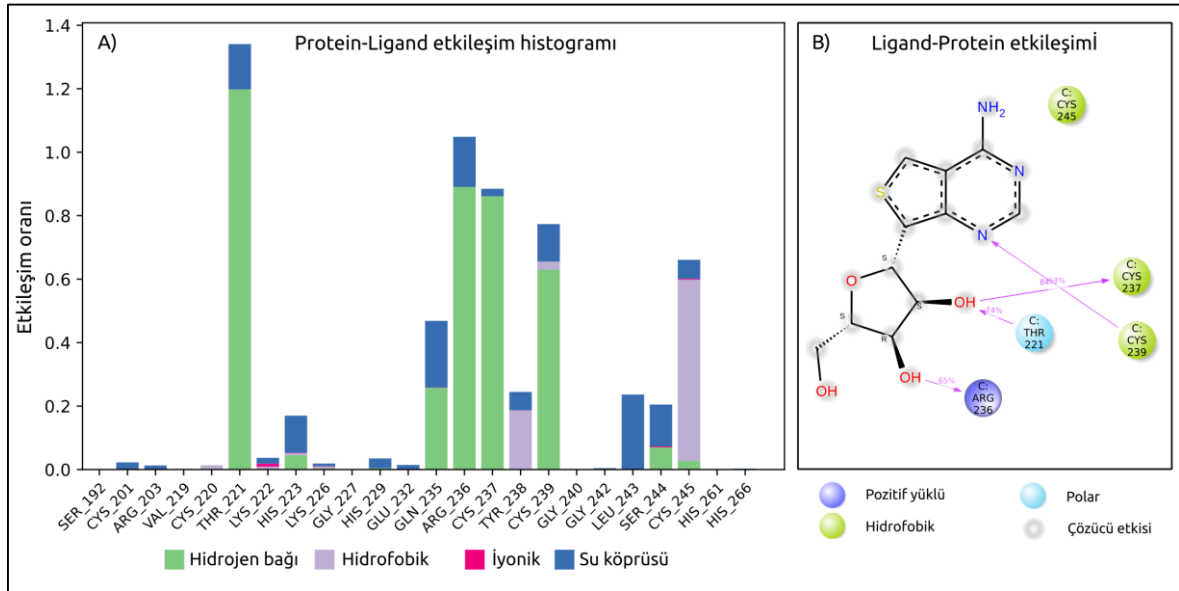 A)
Protein-Ligand etkileşim histogramı
Etkileşim oranı
1.4
1.2
1.0
0.8
0.6
0.4
0.2
0.0
SER_192
CYS_201
ARG_203
VAL_219
CYS_220
THR_221
LYS_222
HIS_223
LYS_226
GLY_227
HIS_229
GLU_232
GLN_235
ARG_236
CYS_237
TYR_238
CYS_239
GLY_240
GLY_242
LEU_243
SER_244
CYS_245
HIS_261
HIS_266
Hidrojen bağı
Hidrofobik
İyonik
Su köprüsü
B)
Ligand-Protein etkileşimİ
C:
CYS
245
NH2
N
S
N
S
O
S
OH
S
R
OH
OH
84%
74%
65%
C:
CYS
237
C:
THR
221
C:
CYS
239
C:
ARG
236
Pozitif yüklü
Polar
Hidrofobik
Çözücü etkisi